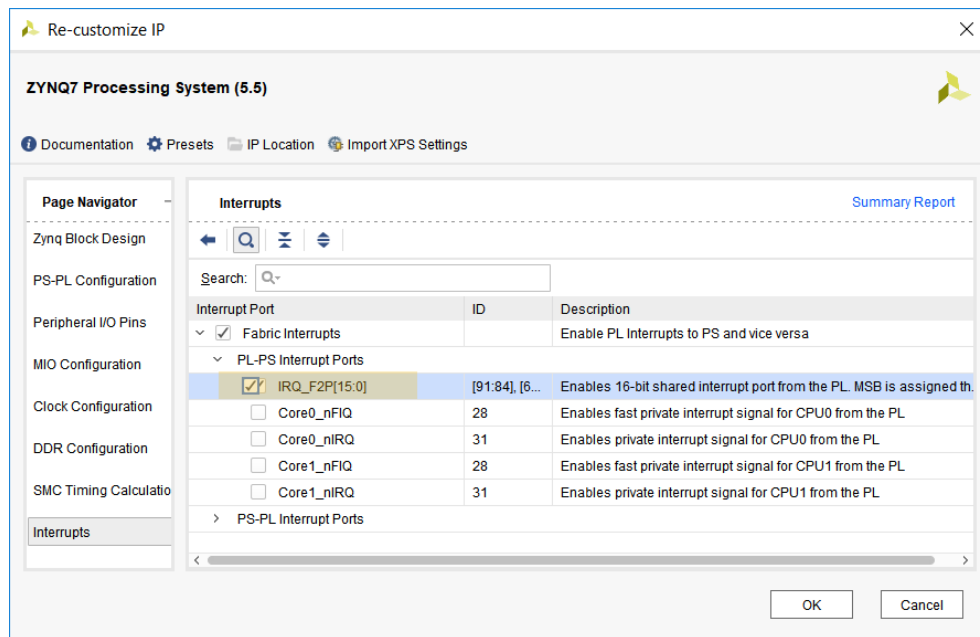 Re-customize IP
ZYNQ7 Processing System (5.5)
Documentation Presets IP Location Import XPS Settings
Page Navigator
Zynq Block Design
PS-PL Configuration
Peripheral I/O Pins
MIO Configuration
Clock Configuration
DDR Configuration
SMC Timing Calculatio
Interrupts
Interrupts Summary Report
Search:
Interrupt Port ID Description
Fabric Interrupts Enable PL Interrupts to PS and vice versa
PL-PS Interrupt Ports
IRQ_F2P[15:0] [91:84], [6... Enables 16-bit shared interrupt port from the PL. MSB is assigned th.
Core0_nFIQ 28 Enables fast private interrupt signal for CPU0 from the PL
Core0_nIRQ 31 Enables private interrupt signal for CPU0 from the PL
Core1_nFIQ 28 Enables fast private interrupt signal for CPU1 from the PL
Core1_nIRQ 31 Enables private interrupt signal for CPU1 from the PL
PS-PL Interrupt Ports
OK Cancel